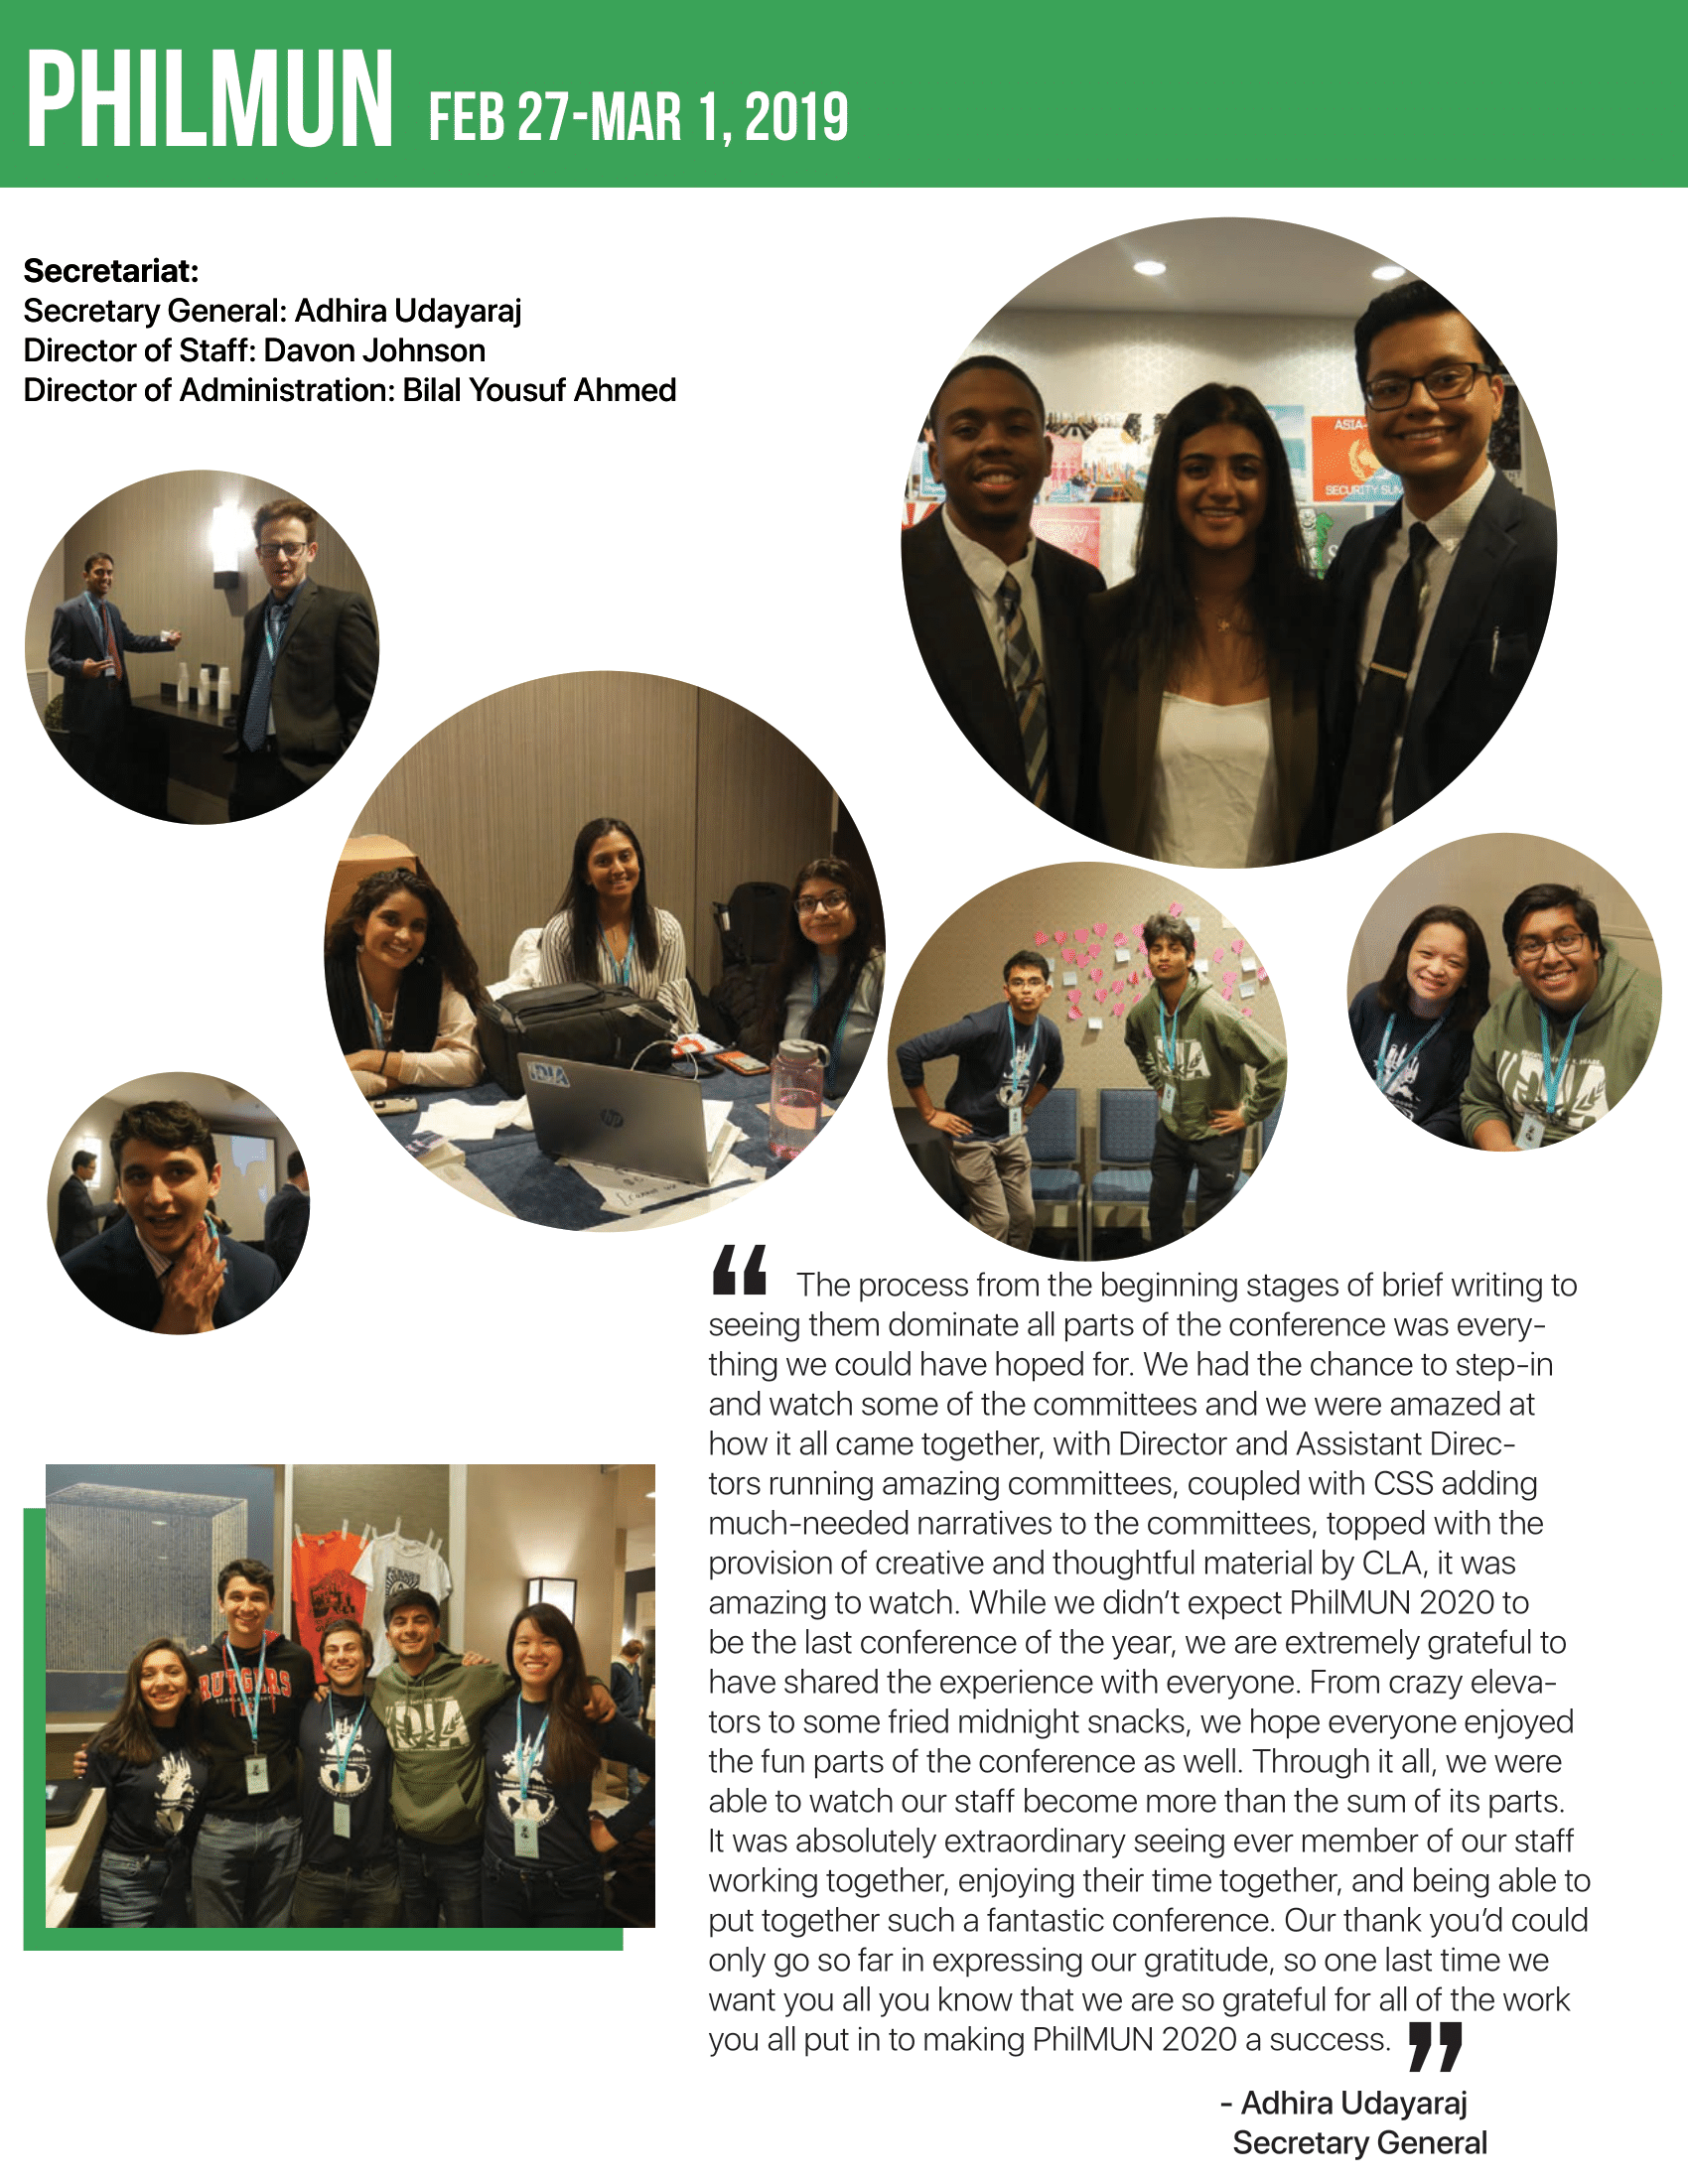 PHILMUN FEB 27-MAR 1, 2019
Secretariat:
Secretary General: Adhira Udayaraj
Director of Staff: Davon Johnson
Director of Administration: Bilal Yousuf Ahmed
ASIA-
SECURITY SUM
IDIA
hp
IDIA
IDIA
“ The process from the beginning stages of brief writing to
seeing them dominate all parts of the conference was every-
thing we could have hoped for. We had the chance to step-in
and watch some of the committees and we were amazed at
how it all came together, with Director and Assistant Direc-
tors running amazing committees, coupled with CSS adding
much-needed narratives to the committees, topped with the
provision of creative and thoughtful material by CLA, it was
amazing to watch. While we didn’t expect PhilMUN 2020 to
be the last conference of the year, we are extremely grateful to
have shared the experience with everyone. From crazy eleva-
tors to some fried midnight snacks, we hope everyone enjoyed
the fun parts of the conference as well. Through it all, we were
able to watch our staff become more than the sum of its parts.
It was absolutely extraordinary seeing ever member of our staff
working together, enjoying their time together, and being able to
put together such a fantastic conference. Our thank you’d could
only go so far in expressing our gratitude, so one last time we
want you all you know that we are so grateful for all of the work
you all put in to making PhilMUN 2020 a success. ”
- Adhira Udayaraj
Secretary General
RUTGERS
IDIA